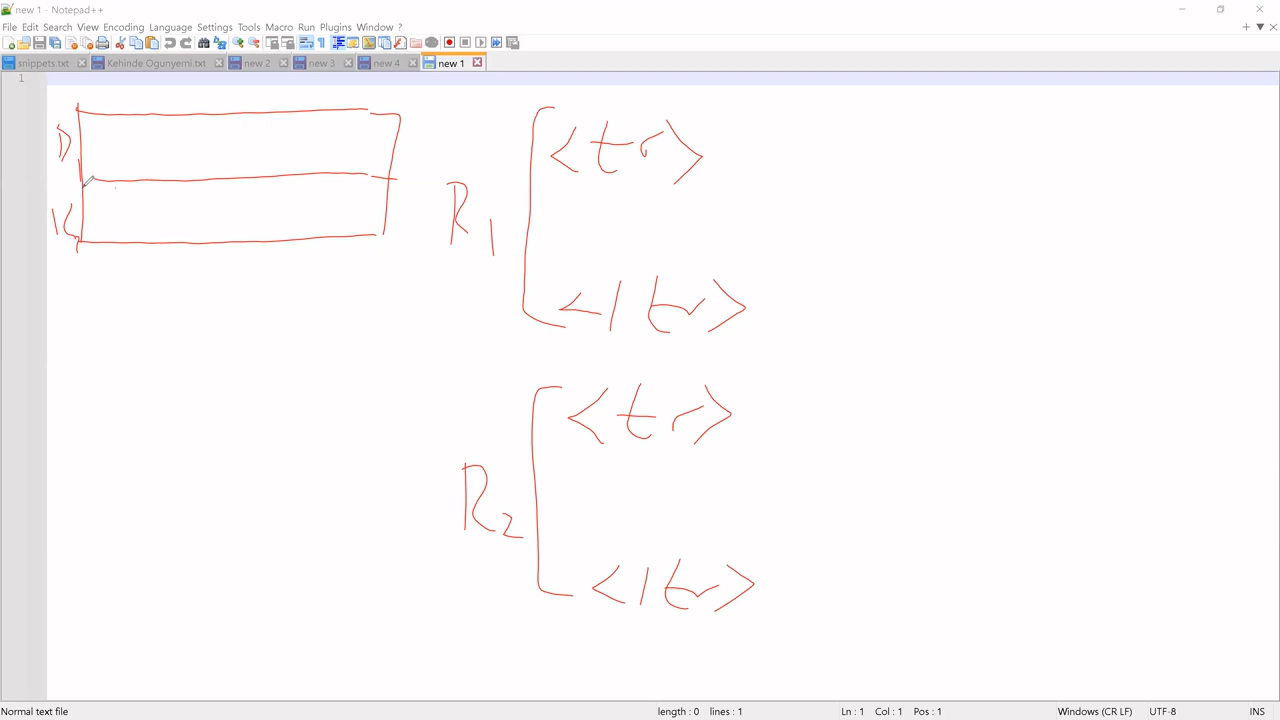 new 1 - Notepad++
File Edit Search View Encoding Language Settings Tools Macro Run Plugins Window ?
snippets.txt Kehinde Ogunyemi.txt new 2 new 3 new 4 new 1
1
<tr>
R1
</tr>
<tr>
R2
</tr>
Normal text file length : 0 lines : 1 Ln : 1 Col : 1 Pos : 1 Windows (CR LF) UTF-8 INS